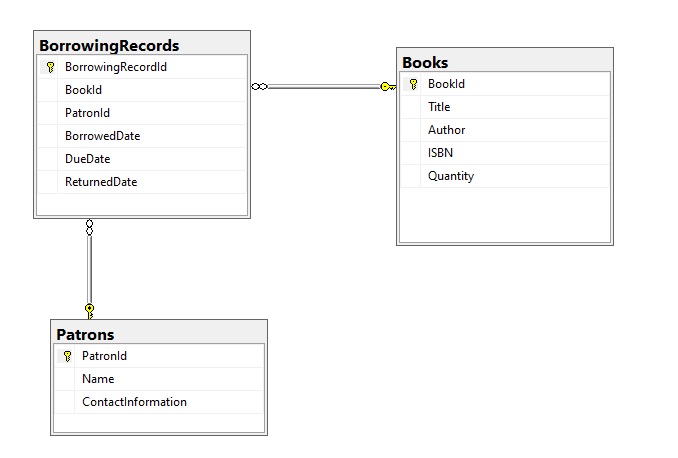 BorrowingRecords
BorrowingRecordId
BookId
PatronId
BorrowedDate
DueDate
ReturnedDate
Books
BookId
Title
Author
ISBN
Quantity
Patrons
PatronId
Name
ContactInformation